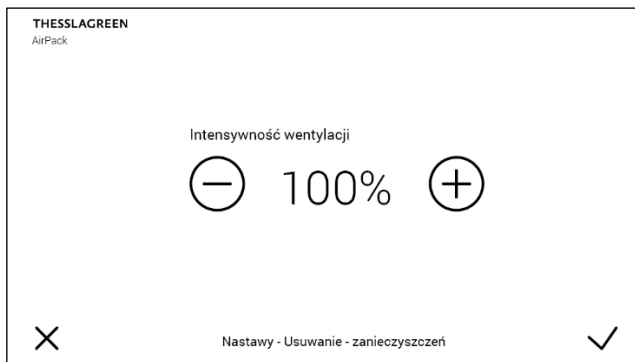 THESSLAGREEN
AirPack
Intensywność wentylacji
100%
Nastawy - Usuwanie - zanieczyszczeń